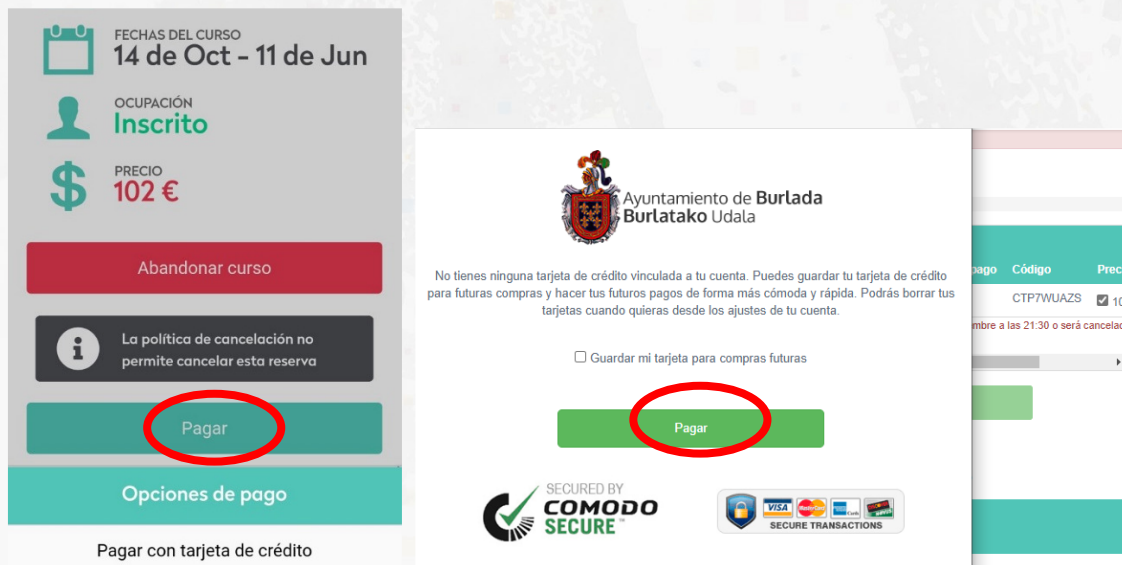 FECHAS DEL CURSO
14 de Oct - 11 de Jun
OCUPACIÓN
Inscrito
PRECIO
102 €
Abandonar curso
La política de cancelación no
permite cancelar esta reserva
Pagar
Opciones de pago
Pagar con tarjeta de crédito
Ayuntamiento de Burlada
Burlatako Udala
No tienes ninguna tarjeta de crédito vinculada a tu cuenta. Puedes guardar tu tarjeta de crédito
para futuras compras y hacer tus futuros pagos de forma más cómoda y rápida. Podrás borrar tus
tarjetas cuando quieras desde los ajustes de tu cuenta.
Guardar mi tarjeta para compras futuras
Pagar
SECURED BY
COMODO
SECURE™
VISA
SECURE TRANSACTIONS
pago Código Prec
CTP7WUAZS 10
mbre a las 21:30 o será cancelad